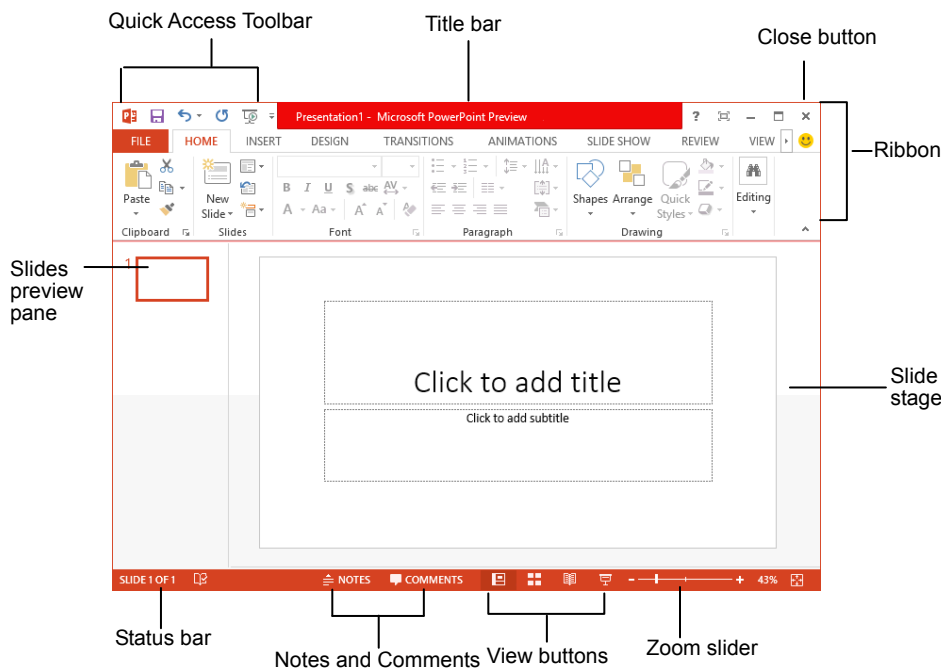 Quick Access Toolbar
Title bar
Close button
Presentation1 - Microsoft PowerPoint Preview
?
FILE HOME INSERT DESIGN TRANSITIONS ANIMATIONS SLIDE SHOW REVIEW VIEW
Ribbon
Paste
New
Slide
B I U S abc AV
A Aa A A
Shapes Arrange Quick
Styles
Editing
Clipboard Slides Font Paragraph Drawing
Slides
preview
pane
1
Click to add title
Click to add subtitle
Slide
stage
SLIDE 1 OF 1 NOTES COMMENTS - + 43%
Status bar
Notes and Comments
View buttons
Zoom slider